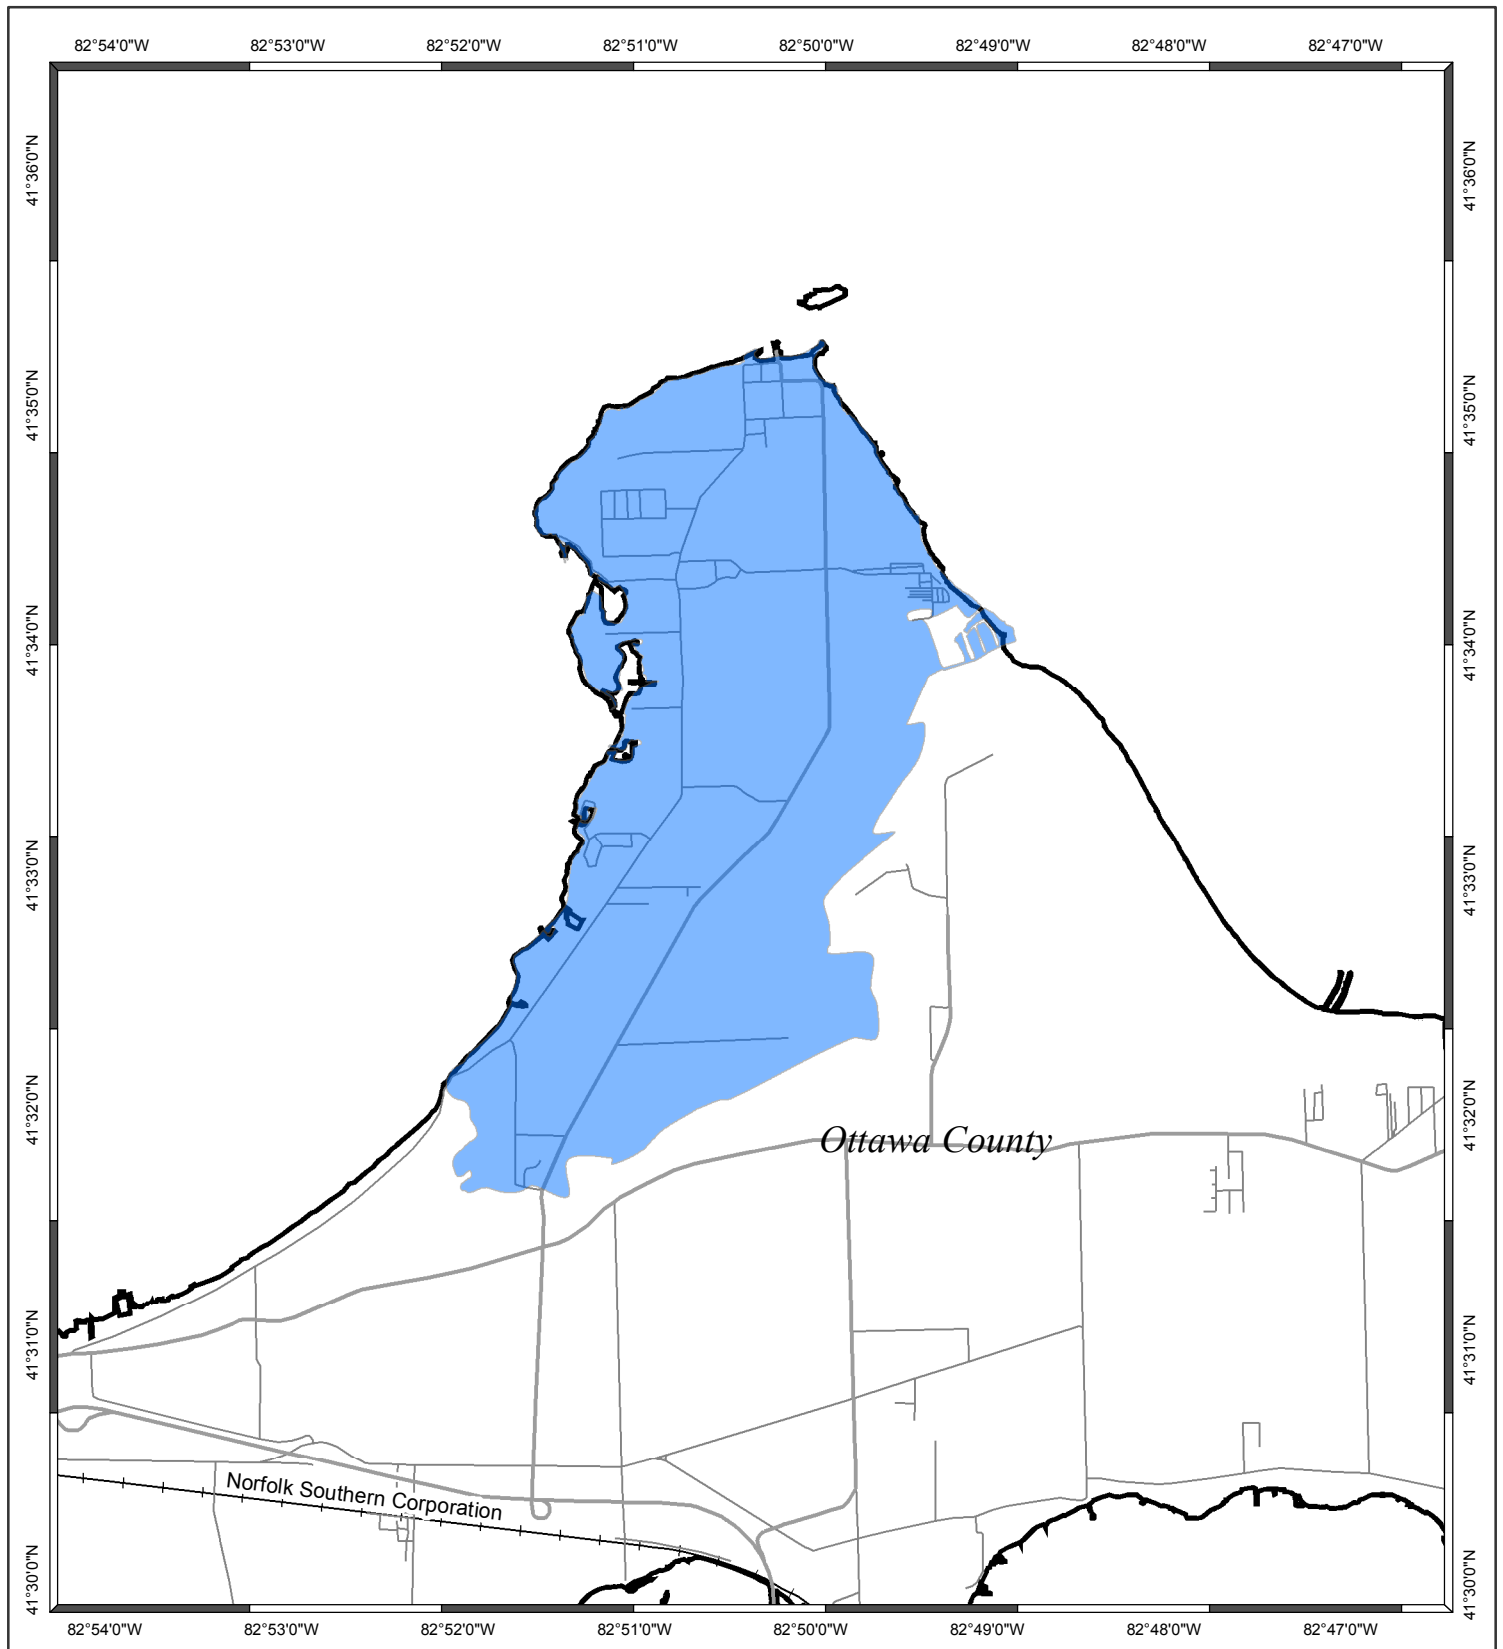 82°54'0"W 82°53'0"W 82°52'0"W 82°51'0"W 82°50'0"W 82°49'0"W 82°48'0"W 82°47'0"W
41°36'0"N 41°36'0"N
41°35'0"N 41°35'0"N
41°34'0"N 41°34'0"N
41°33'0"N 41°33'0"N
41°32'0"N 41°32'0"N
Ottawa County
41°31'0"N 41°31'0"N
Norfolk Southern Corporation
41°30'0"N 41°30'0"N
82°54'0"W 82°53'0"W 82°52'0"W 82°51'0"W 82°50'0"W 82°49'0"W 82°48'0"W 82°47'0"W